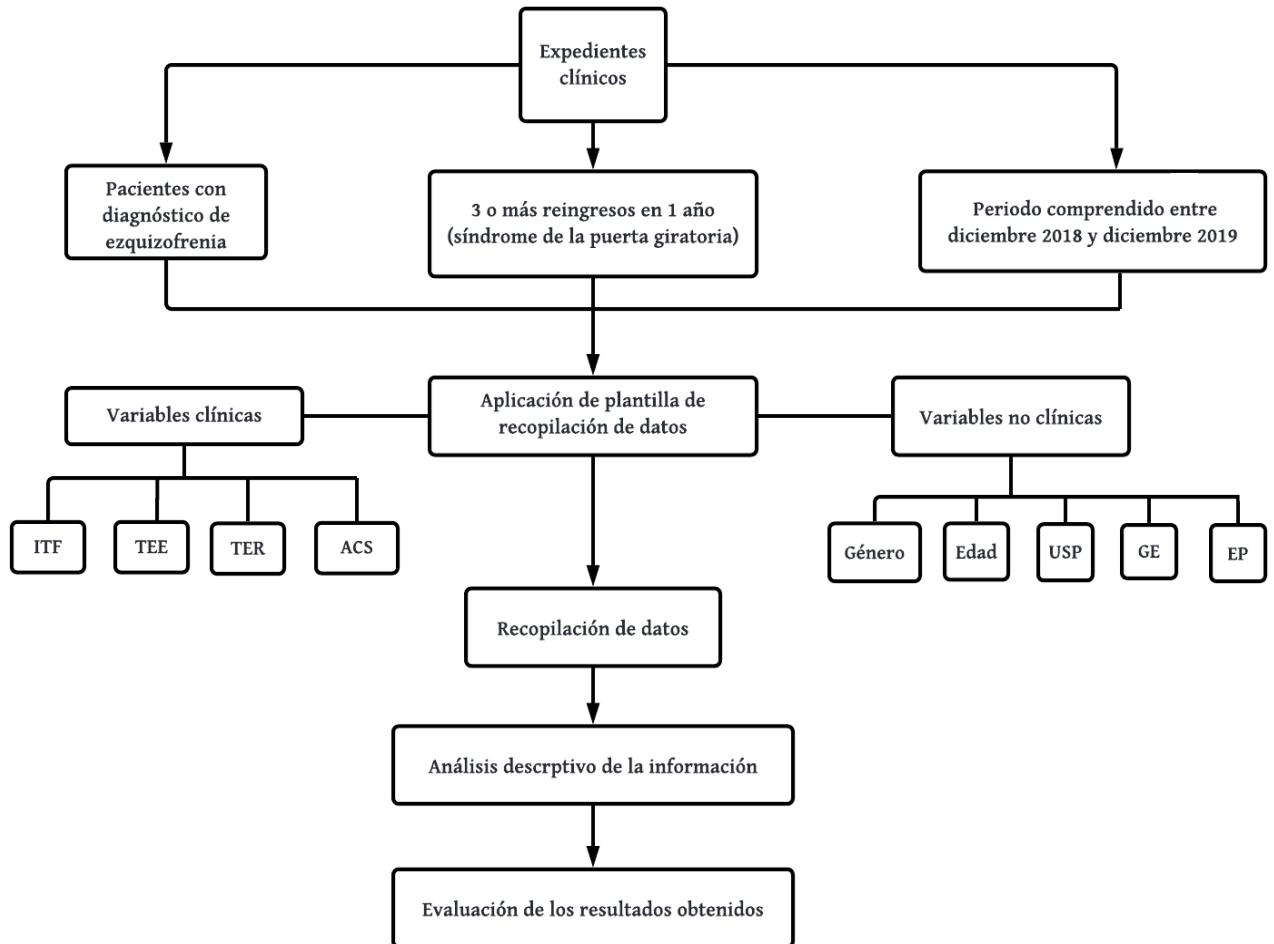 Expedientes
clínicos
Pacientes con
diagnóstico de
ezquizofrenia
3 o más reingresos en 1 año
(síndrome de la puerta giratoria)
Periodo comprendido entre
diciembre 2018 y diciembre 2019
Variables clínicas
Aplicación de plantilla de
recopilación de datos
Variables no clínicas
ITF
TEE
TER
ACS
Género
Edad
USP
GE
EP
Recopilación de datos
Análisis descrptivo de la información
Evaluación de los resultados obtenidos